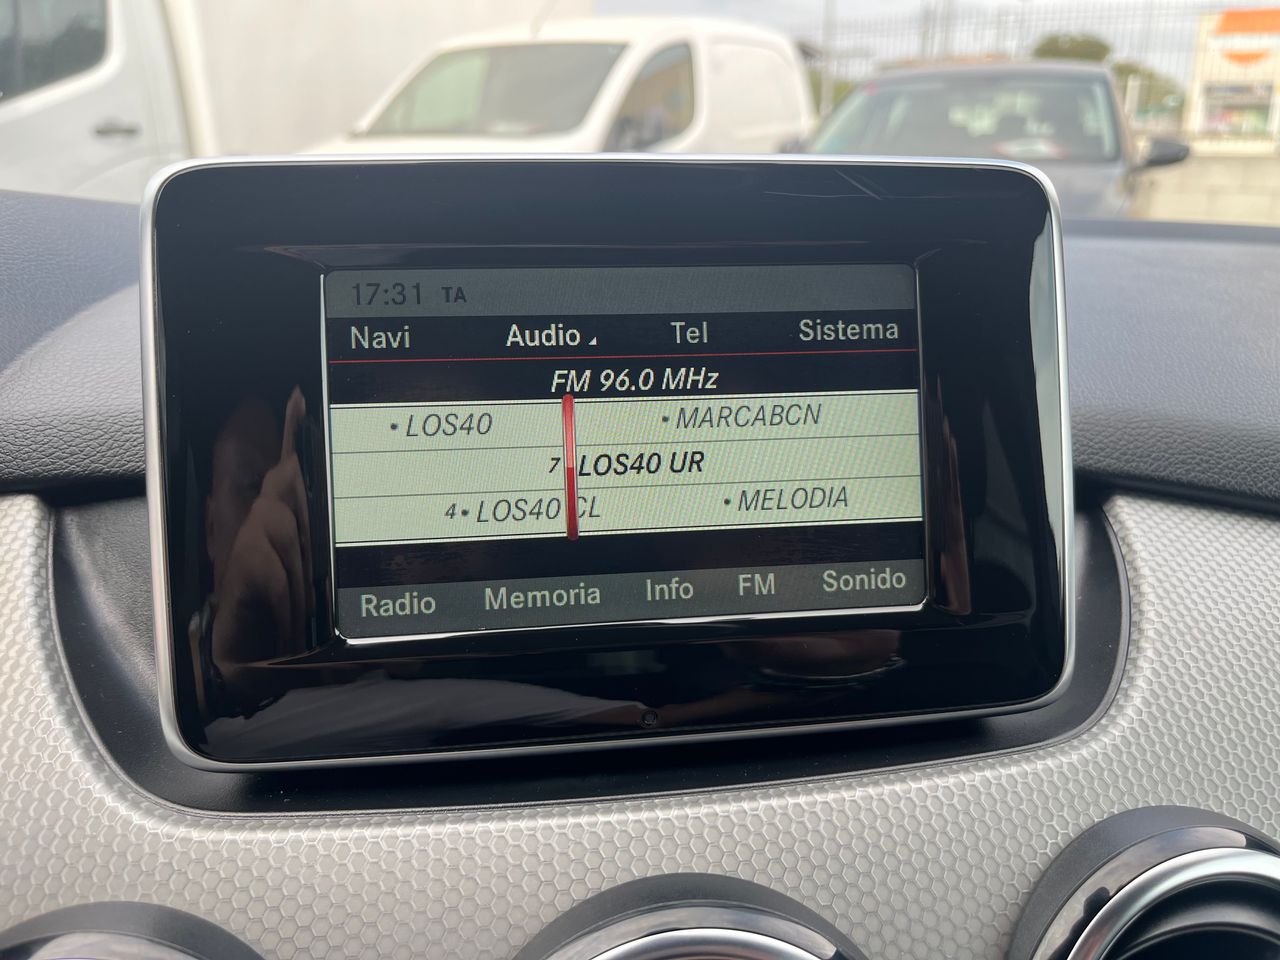 17:31 TA
Navi Audio Tel Sistema
FM 96.0 MHz
• LOS40 • MARCABCN
7 LOS40 UR
4 • LOS40 CL • MELODIA
Radio Memoria Info FM Sonido